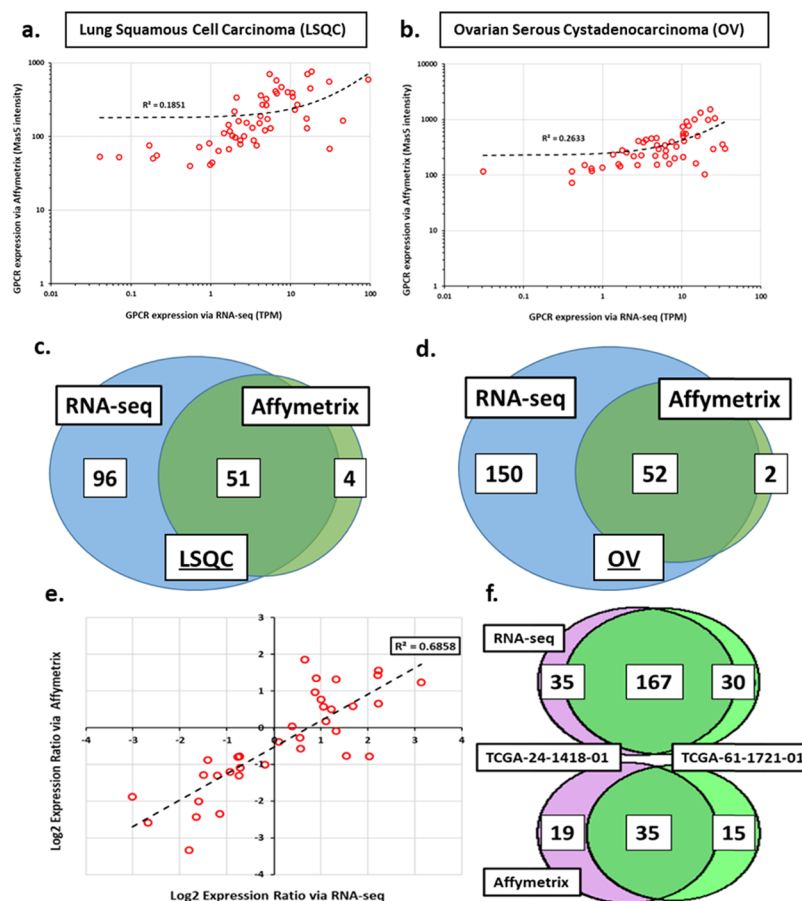 a.
Lung Squamous Cell Carcinoma (LSQC)
b.
Ovarian Serous Cystadenocarcinoma (OV)
GPCR expression via Affymetrix (Mas5 intensity)
1000
100
10
1
R² = 0.1851
0.01 0.1 1 10 100
GPCR expression via RNA-seq (TPM)
GPCR expression via Affymetrix (Mas5 intensity)
10000
1000
100
10
1
R² = 0.2633
0.01 0.1 1 10 100
GPCR expression via RNA-seq (TPM)
c.
RNA-seq
Affymetrix
96
51
4
LSQC
d.
RNA-seq
Affymetrix
150
52
2
OV
e.
Log2 Expression Ratio via Affymetrix
3
2
1
0
-1
-2
-3
-4
R² = 0.6858
-4 -3 -2 -1 0 1 2 3 4
Log2 Expression Ratio via RNA-seq
f.
RNA-seq
35
167
30
TCGA-24-1418-01
TCGA-61-1721-01
19
35
15
Affymetrix